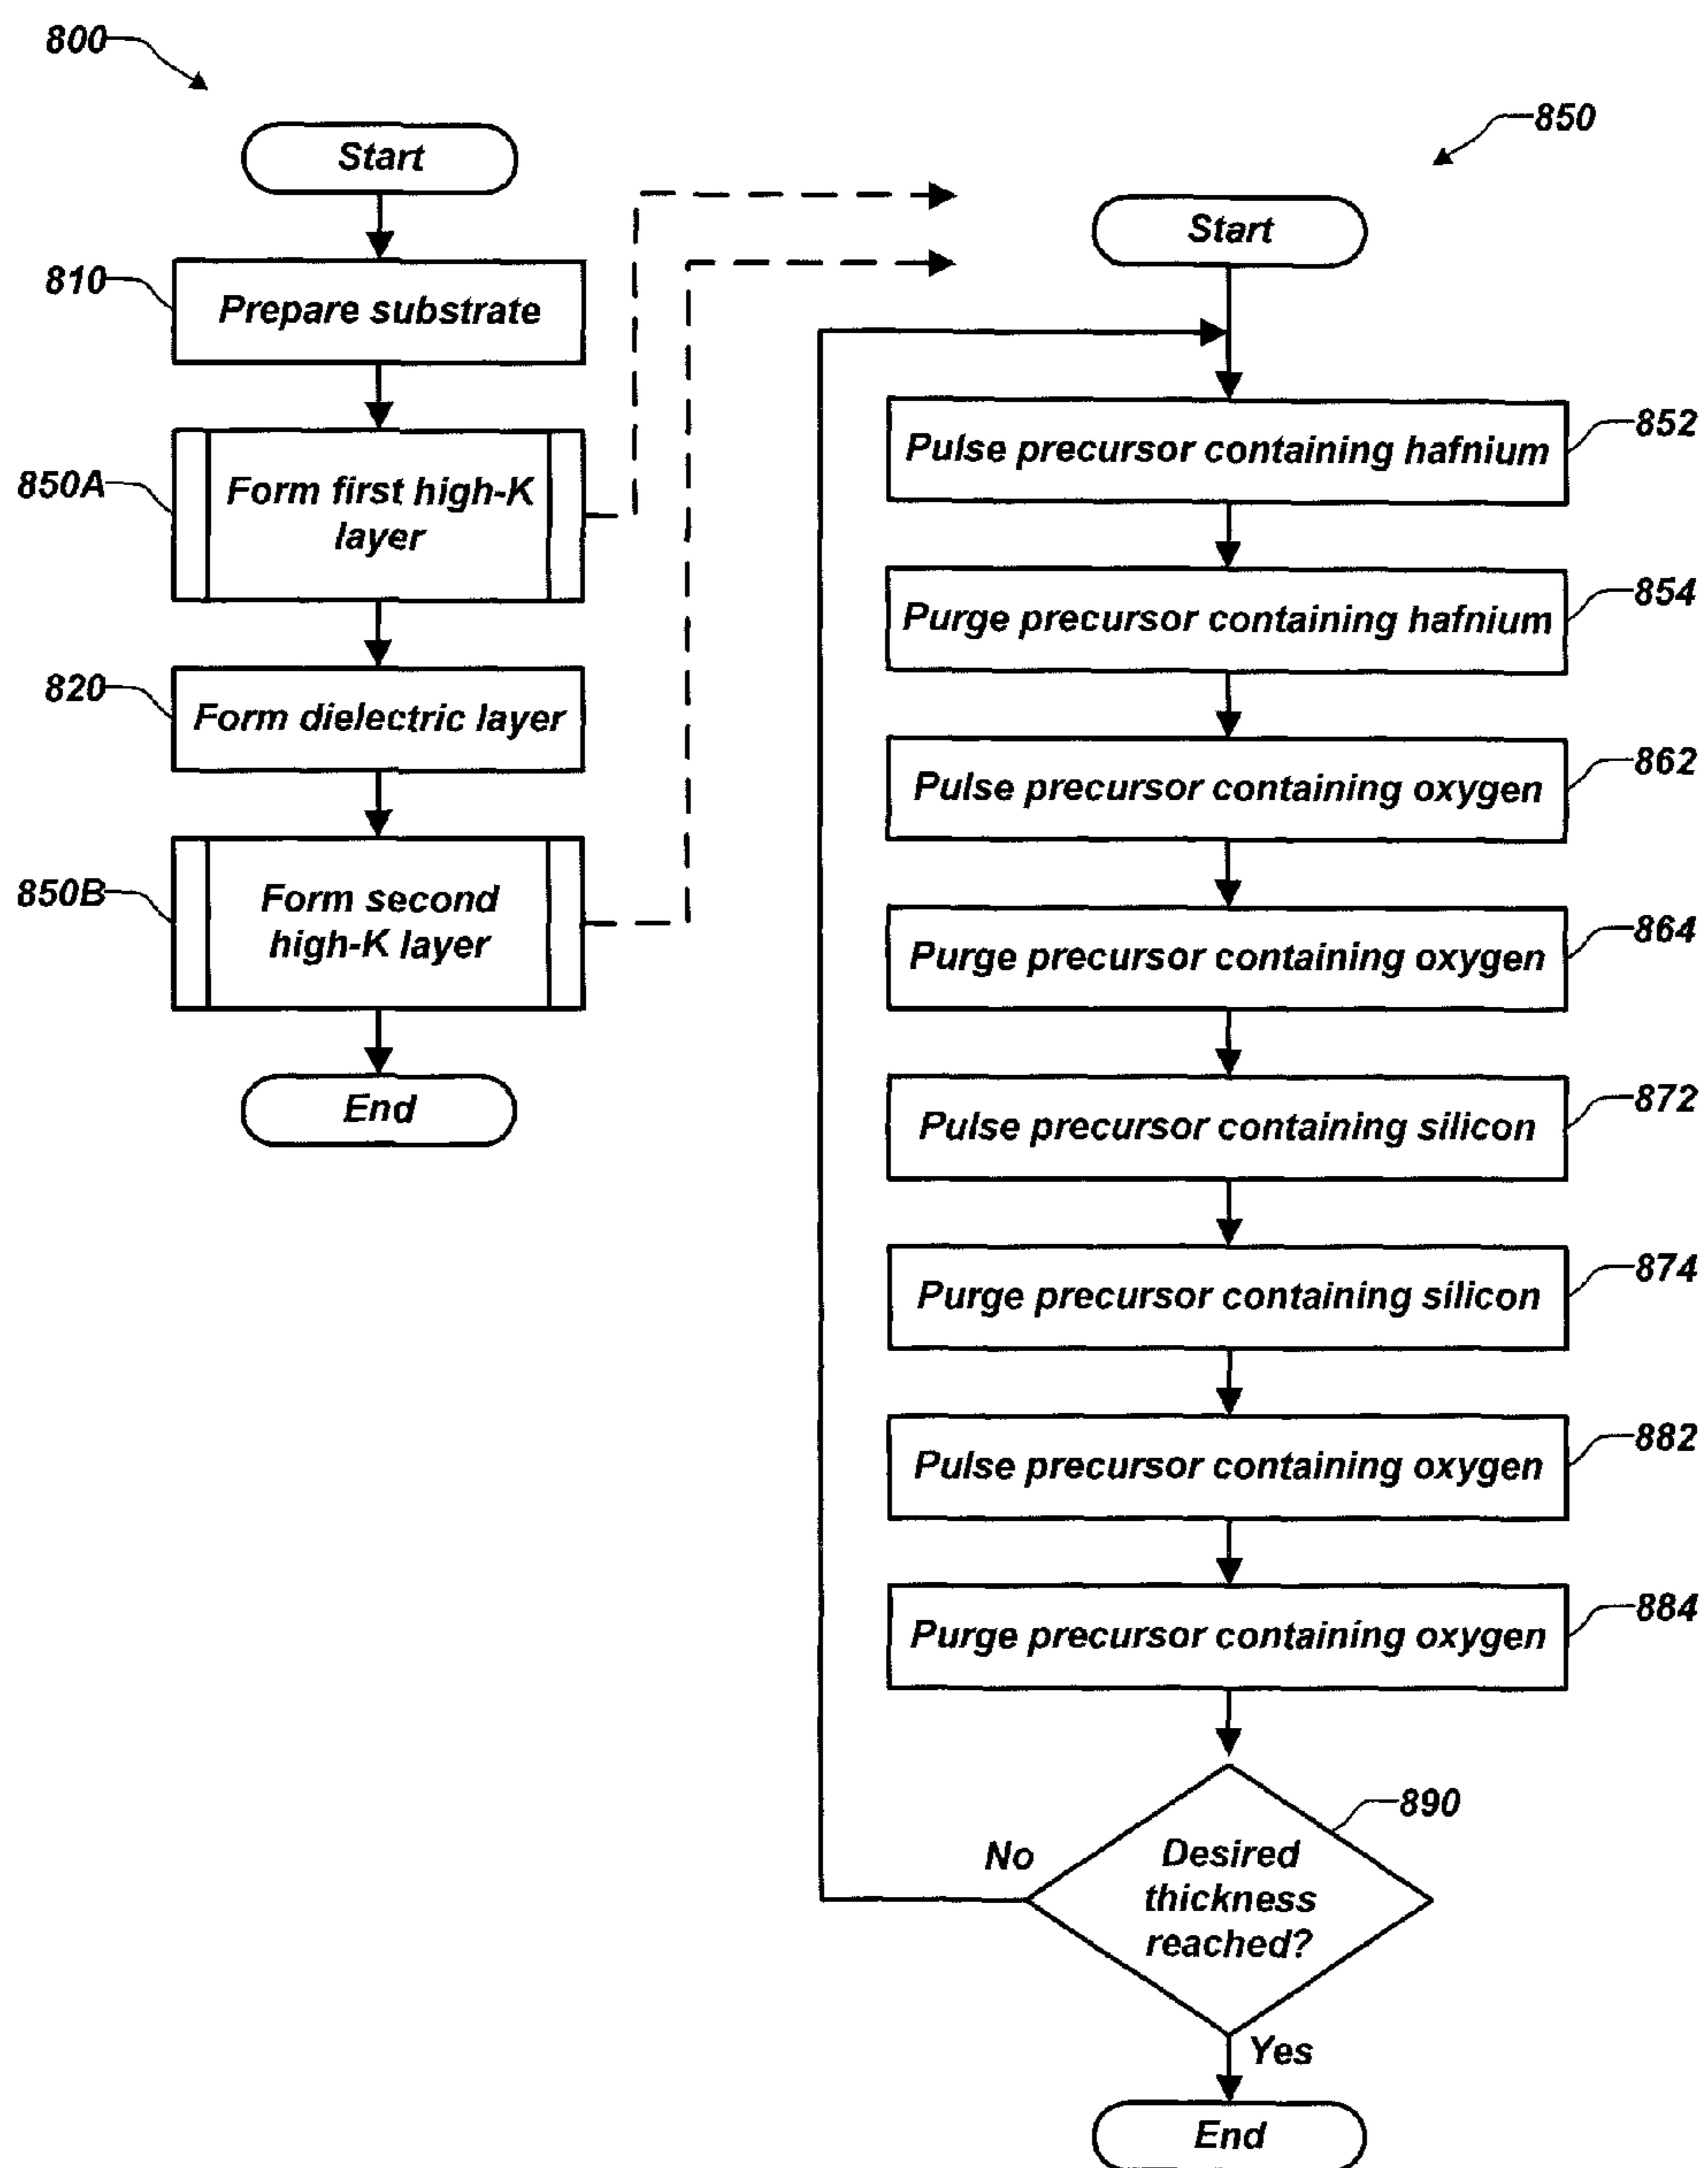 800
Start
810
Prepare substrate
850A
Form first high-K
layer
820
Form dielectric layer
850B
Form second
high-K layer
End
850
Start
852
Pulse precursor containing hafnium
854
Purge precursor containing hafnium
862
Pulse precursor containing oxygen
864
Purge precursor containing oxygen
872
Pulse precursor containing silicon
874
Purge precursor containing silicon
882
Pulse precursor containing oxygen
884
Purge precursor containing oxygen
890
No
Desired
thickness
reached?
Yes
End